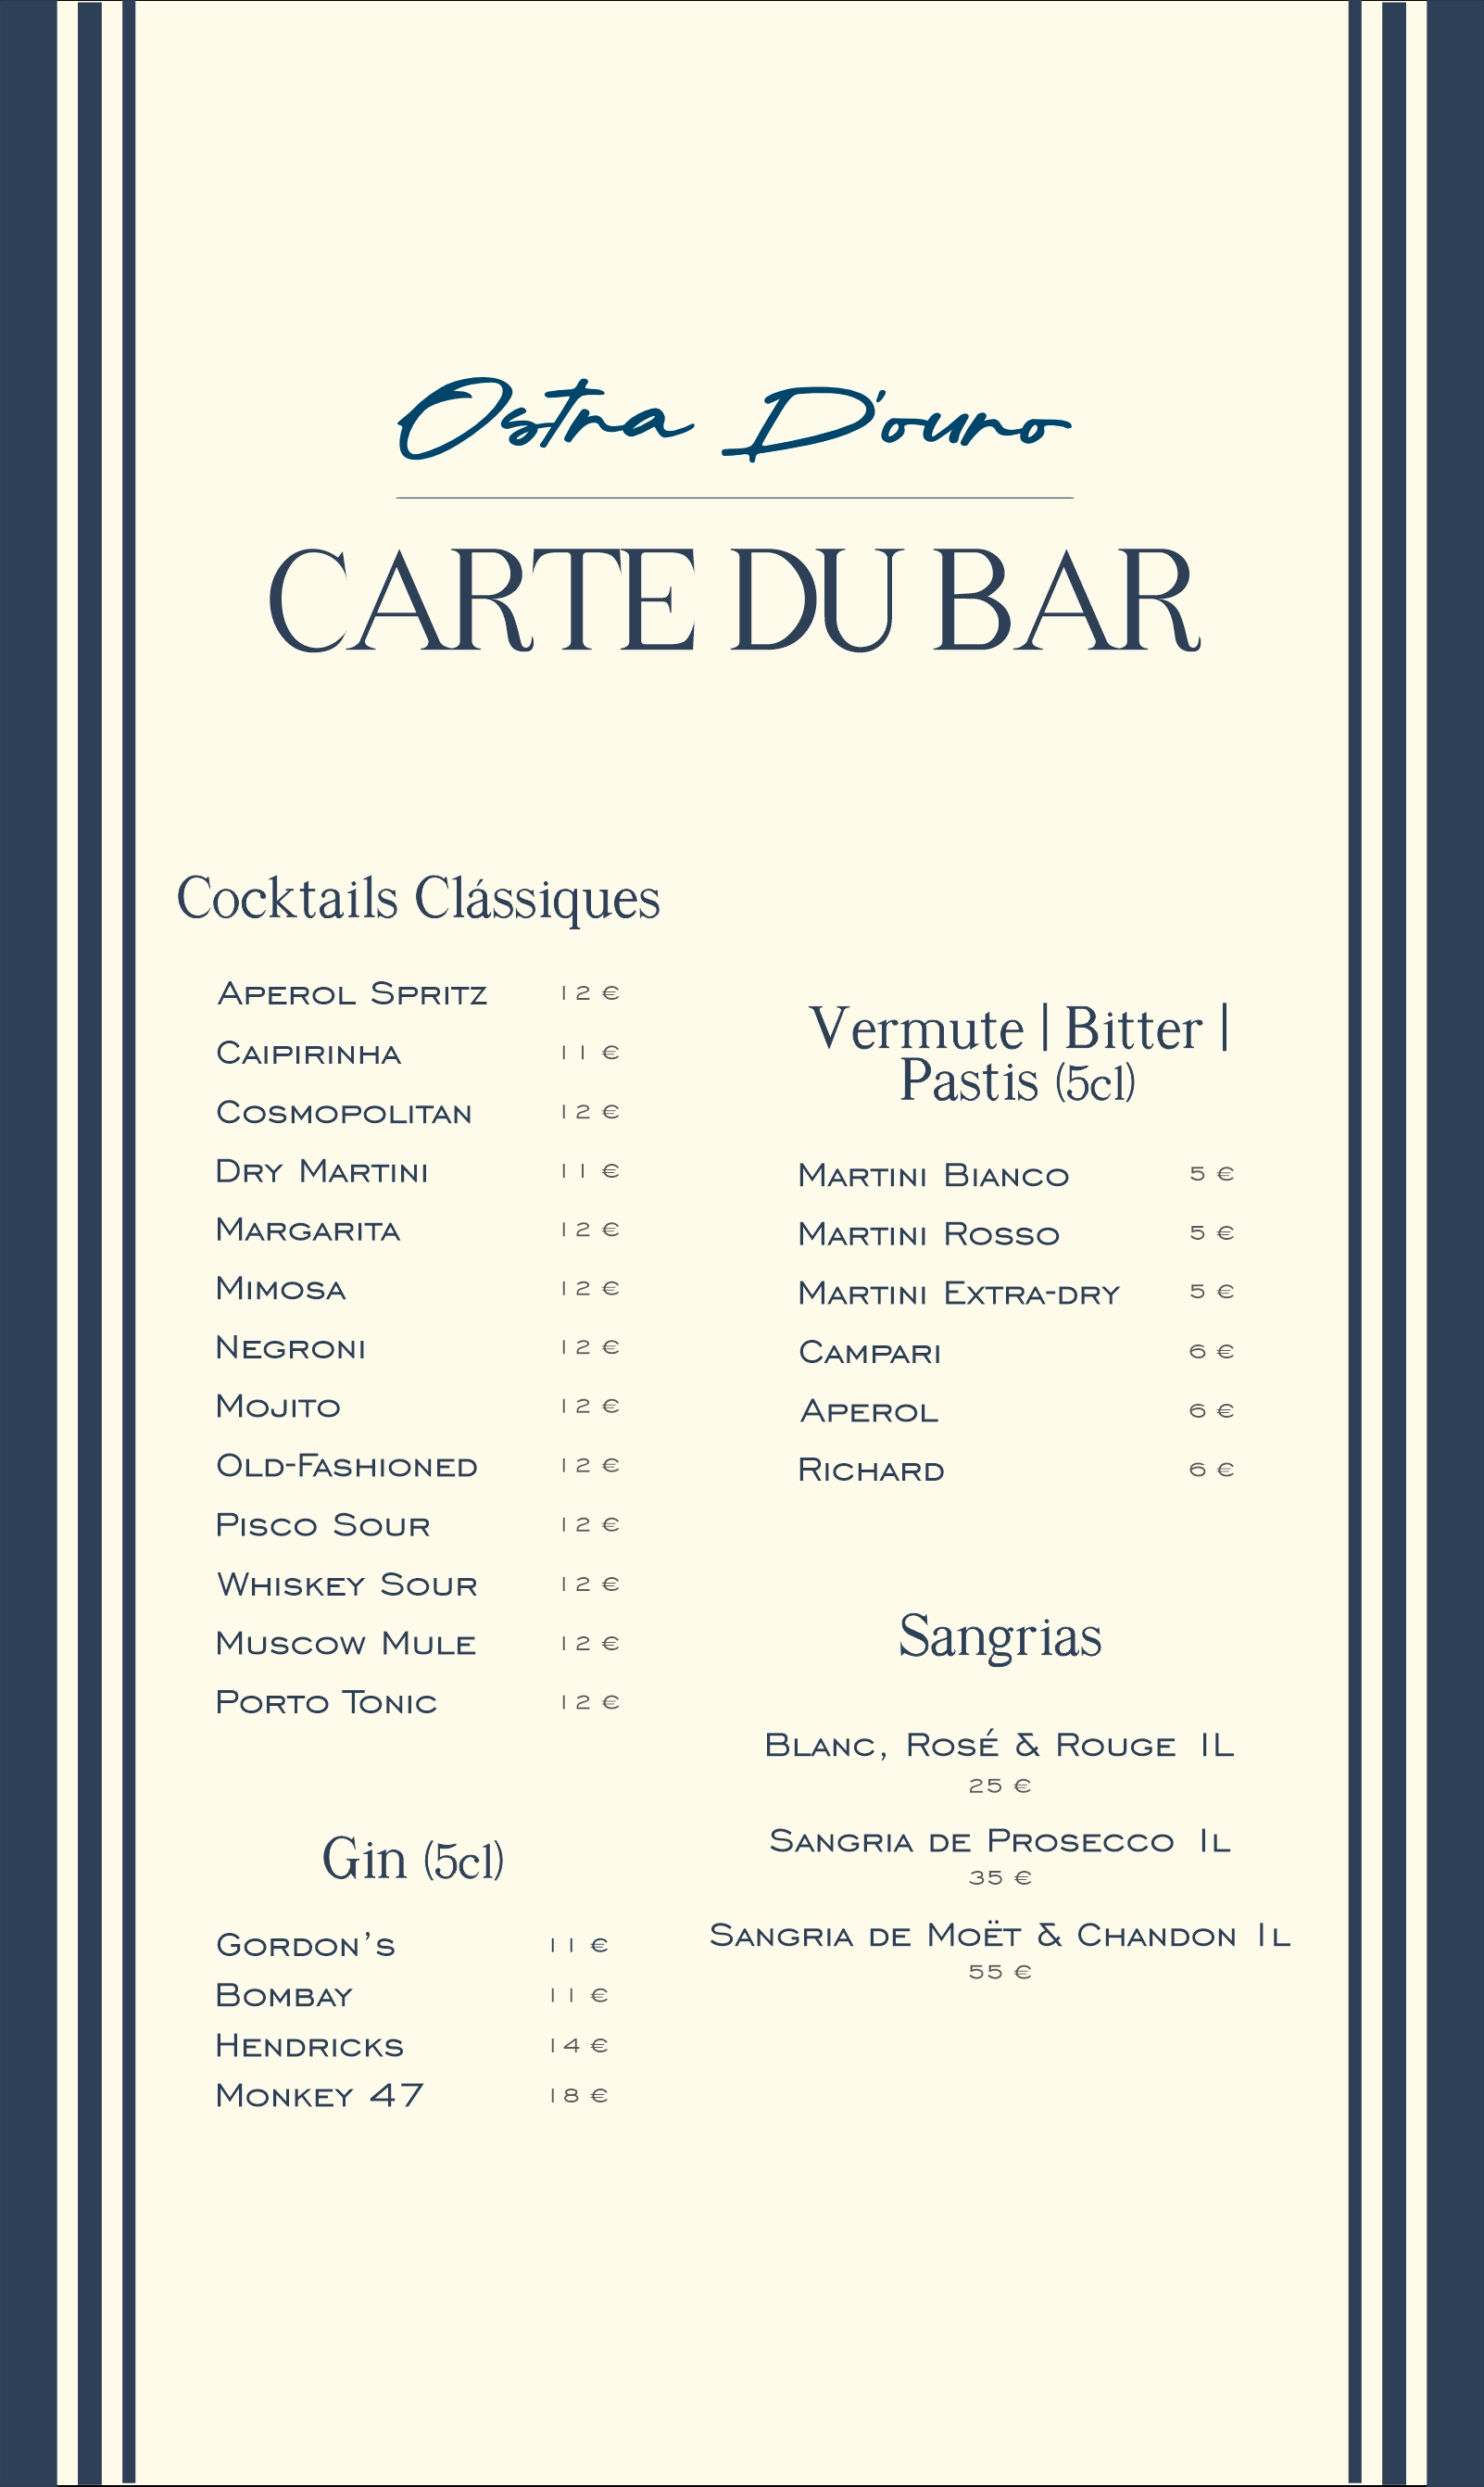 Ostra D'ouro
CARTE DU BAR
Cocktails Clássiques
APEROL SPRITZ 12 €
CAIPIRINHA 11 €
COSMOPOLITAN 12 €
DRY MARTINI 11 €
MARGARITA 12 €
MIMOSA 12 €
NEGRONI 12 €
MOJITO 12 €
OLD-FASHIONED 12 €
PISCO SOUR 12 €
WHISKEY SOUR 12 €
MUSCOW MULE 12 €
PORTO TONIC 12 €
Gin (5cl)
GORDON'S 11 €
BOMBAY 11 €
HENDRICKS 14 €
MONKEY 47 18 €
Vermute | Bitter |
Pastis (5cl)
MARTINI BIANCO 5 €
MARTINI ROSSO 5 €
MARTINI EXTRA-DRY 5 €
CAMPARI 6 €
APEROL 6 €
RICHARD 6 €
Sangrias
BLANC, ROSÉ & ROUGE 1L
25 €
SANGRIA DE PROSECCO 1L
35 €
SANGRIA DE MOËT & CHANDON 1L
55 €